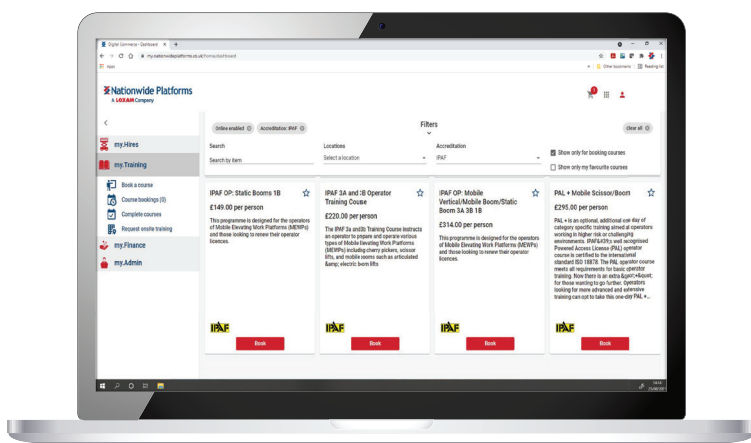 Digital Commerce - Dashboard
my.nationwideplatforms.co.uk/home/dashboard
Apps
Other bookmarks
Reading list
Nationwide Platforms
A LOXAM Company
my.Hires
my.Training
Book a course
Course bookings (0)
Complete courses
Request onsite training
my.Finance
my.Admin
Online enabled
Accreditation: IPAF
Filters
clear all
Search
Search by item
Locations
Select a location
Accreditation
IPAF
Show only for booking courses
Show only my favourite courses
IPAF OP: Static Booms 1B
£149.00 per person
This programme is designed for the operators
of Mobile Elevating Work Platforms (MEWPs)
and those looking to renew their operator
licences.
IPAF
Book
IPAF 3A and 3B Operator
Training Couse
£220.00 per person
The IPAF 3a and3b Training Course instructs
an operator to prepare and operate various
types of Mobile Elevating Work Platforms
(MEWPs) including cherry pickers, scissor
lifts, and mobile rooms such as articulated
&amp; electric bom lifts
IPAF
Book
IPAF OP: Mobile
Vertical/Mobile Boom/Static
Boom 3A 3B 1B
£314.00 per person
This programme is designed for the operators
of Mobile Elevating Work Platforms (MEWPs)
and those looking to renew their operator
licences.
IPAF
Book
PAL + Mobile Scissor/Boom
£295.00 per person
PAL + is an optional, additional one day of
category specific training aimed at operators
working in higher risk or challenging
environments. IPAF&#39;s well recognised
Powered Access License (PAL) operator
course is certified to the international
standard ISO 18878. The PAL operator course
meets all requirements for basic operator
training. Now there is an extra &quot;+&quot;
for those wanting to go further. Operators
looking for more advanced and extensive
training can opt to take this one-day PAL +...
IPAF
Book